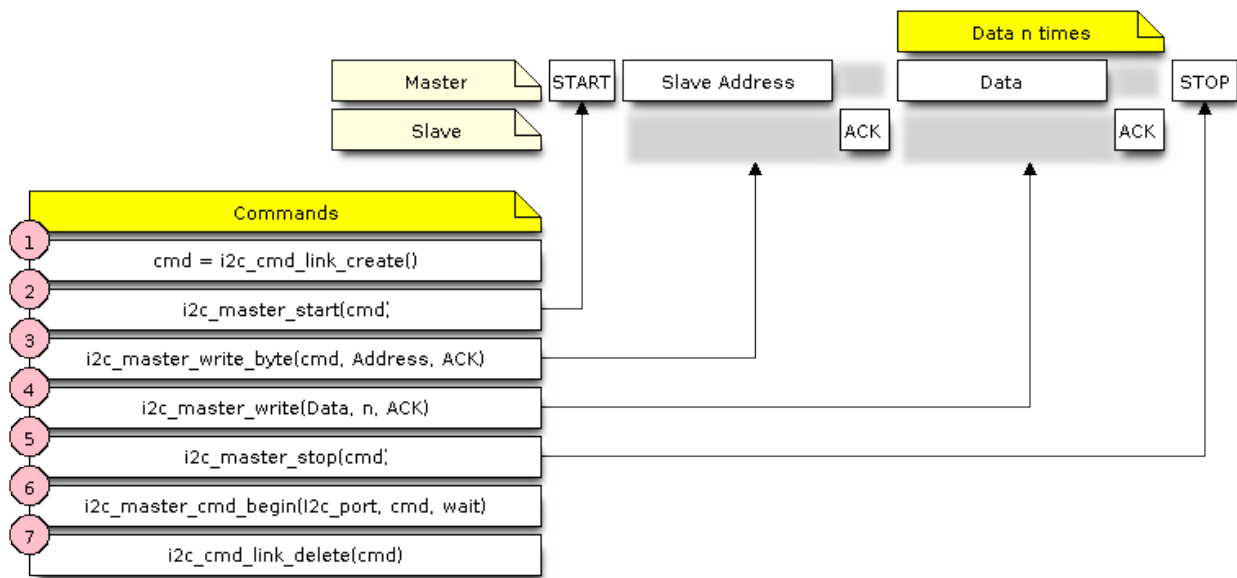 Data n times
Master START Slave Address Data STOP
Slave ACK ACK
Commands
1
cmd = i2c_cmd_link_create()
2
i2c_master_start(cmd)
3
i2c_master_write_byte(cmd, Address, ACK)
4
i2c_master_write(Data, n, ACK)
5
i2c_master_stop(cmd)
6
i2c_master_cmd_begin(I2c_port, cmd, wait)
7
i2c_cmd_link_delete(cmd)